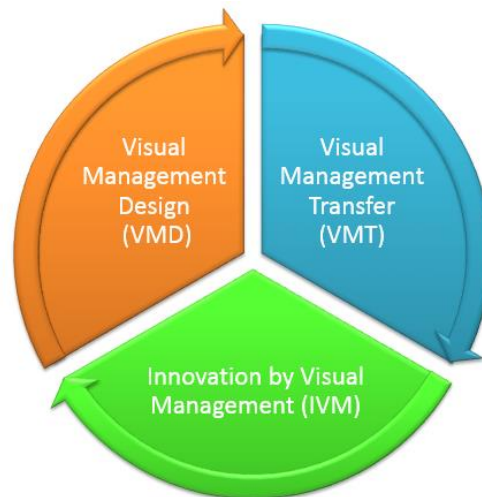 Visual
Management
Design
(VMD)
Visual
Management
Transfer
(VMT)
Innovation by Visual
Management (IVM)